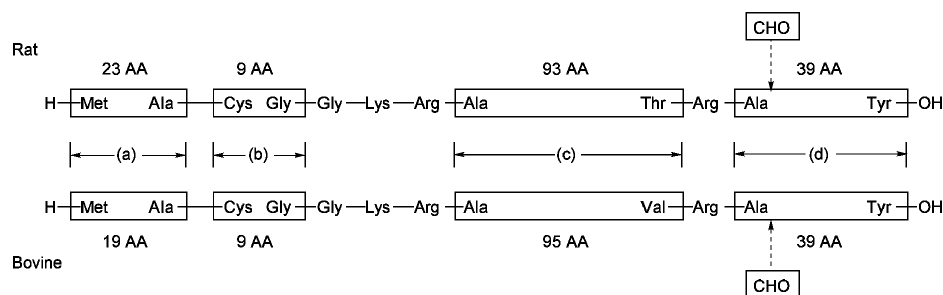 CHO
Rat
23 AA 9 AA 93 AA 39 AA
H Met Ala Cys Gly Gly Lys Arg Ala Thr Arg Ala Tyr OH
(a) (b) (c) (d)
H Met Ala Cys Gly Gly Lys Arg Ala Val Arg Ala Tyr OH
19 AA 9 AA 95 AA 39 AA
Bovine
CHO